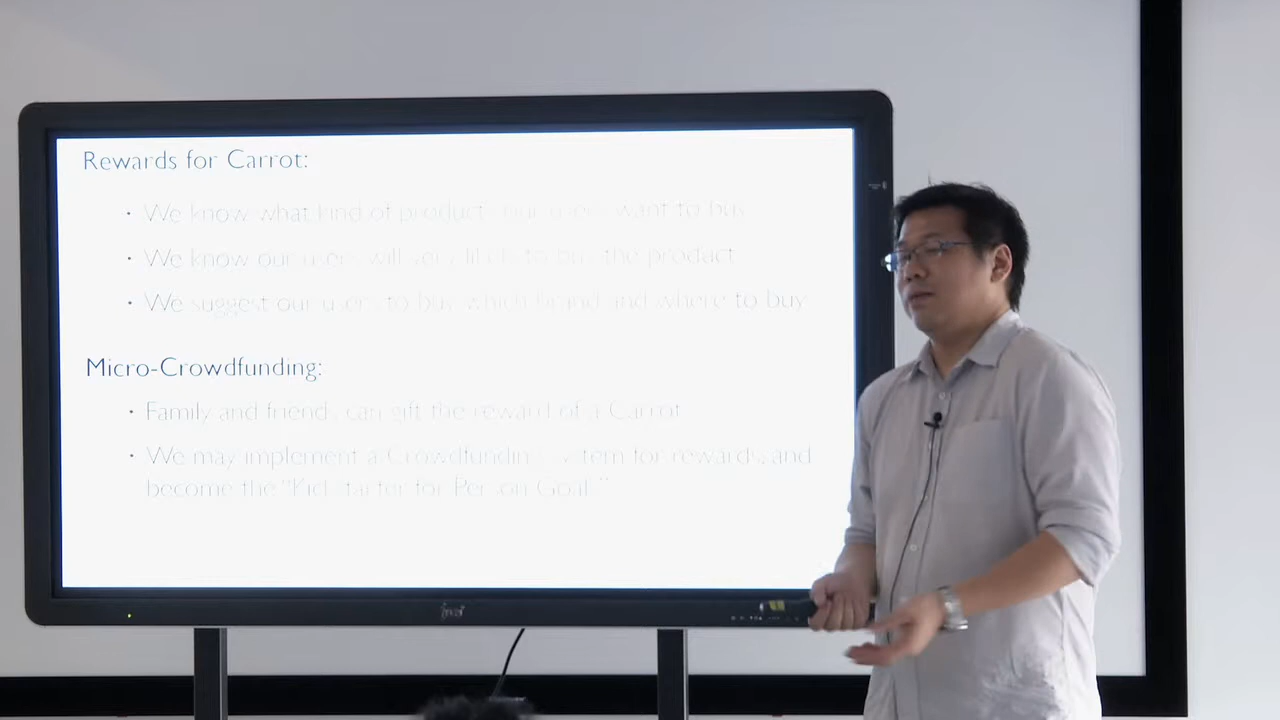 Rewards for Carrot:
• We know what kind of products our users want to buy
• We know our users will very likely to buy the product
• We suggest our users to buy which brand and where to buy
Micro-Crowdfunding:
• Family and friends can gift the reward of a Carrot
• We may implement a Crowdfunding system for rewards, and
become the "Kickstarter for Person Goals"